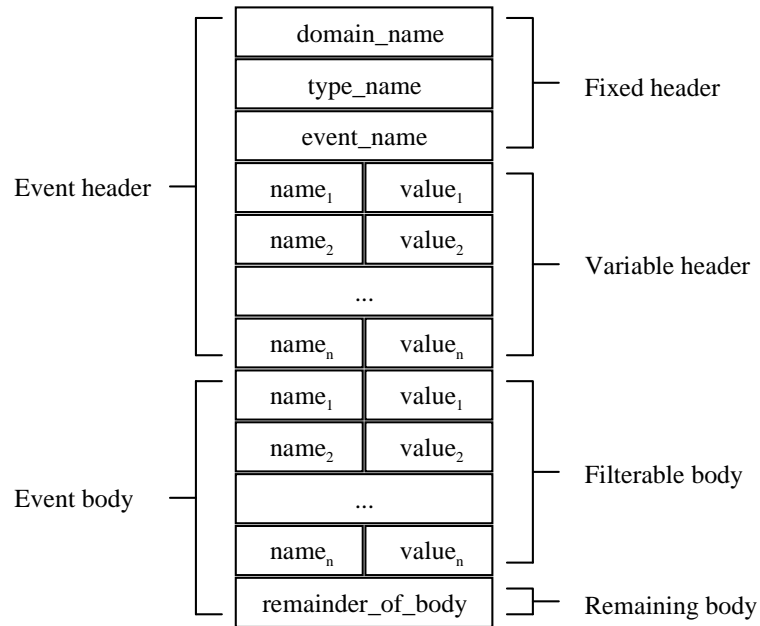 domain_name
type_name
Fixed header
event_name
Event header
name₁ value₁
name₂ value₂
Variable header
...
nameₙ valueₙ
name₁ value₁
name₂ value₂
Filterable body
Event body
...
nameₙ valueₙ
remainder_of_body
Remaining body